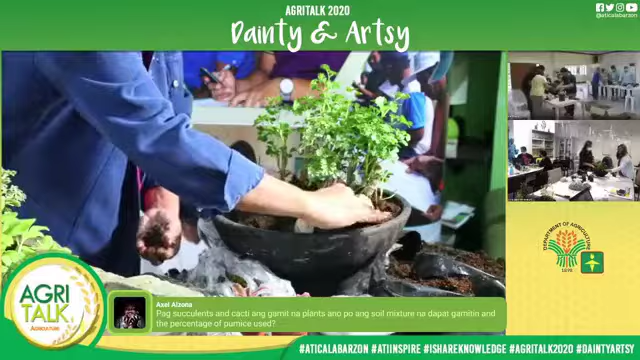 AGRITALK 2020
Dainty & Artsy
@aticalabarzon
DEPARTMENT OF AGRICULTURE
1898
AGRI
TALK
AGRICULTURE
Axel Alzona
Pag succulents and cacti ang gamit na plants ano po ang soil mixture na dapat gamitin and
the percentage of pumice used?
#ATICALABARZON #ATIINSPIRE #ISHAREKNOWLEDGE #AGRITALK2020 #DAINTYARTSY